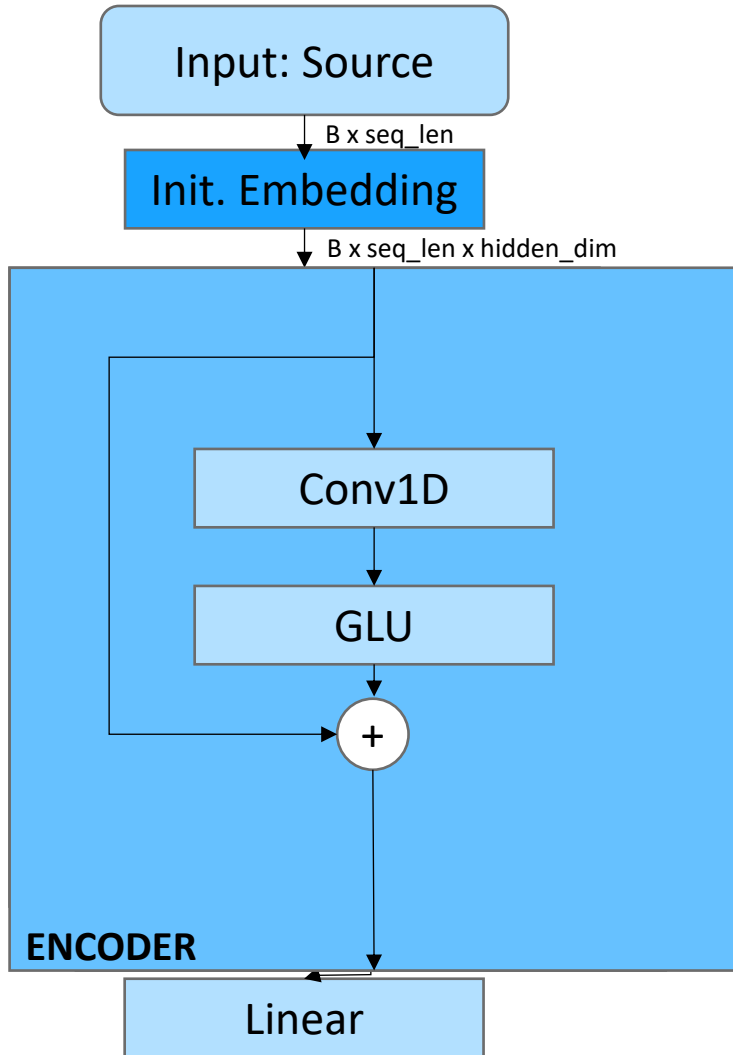 Input: Source
B x seq_len
Init. Embedding
B x seq_len x hidden_dim
Conv1D
GLU
+
ENCODER
Linear